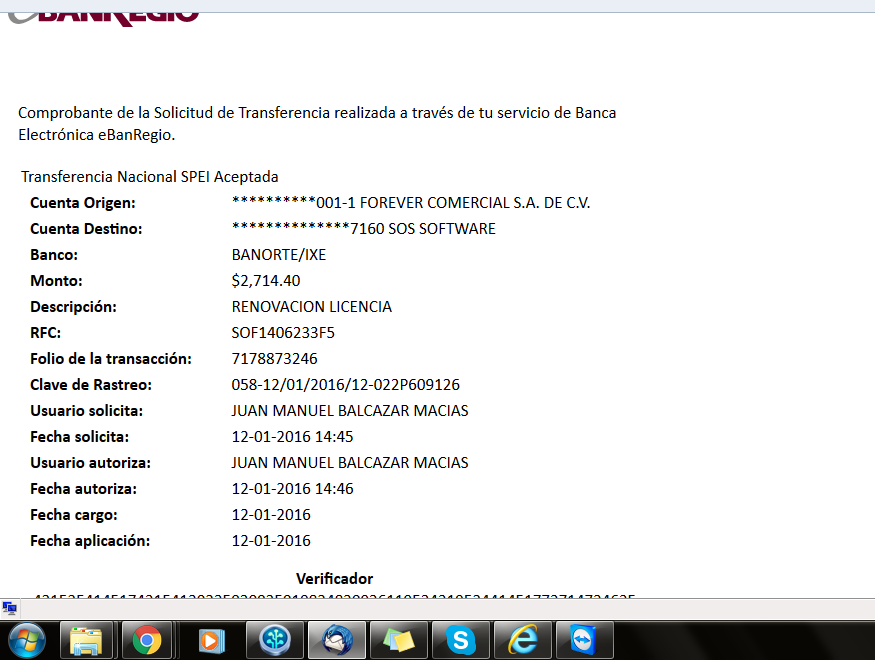 eBANREGIO
Comprobante de la Solicitud de Transferencia realizada a través de tu servicio de Banca
Electrónica eBanRegio.
Transferencia Nacional SPEI Aceptada
Cuenta Origen: **********001-1 FOREVER COMERCIAL S.A. DE C.V.
Cuenta Destino: **************7160 SOS SOFTWARE
Banco: BANORTE/IXE
Monto: $2,714.40
Descripción: RENOVACION LICENCIA
RFC: SOF1406233F5
Folio de la transacción: 7178873246
Clave de Rastreo: 058-12/01/2016/12-022P609126
Usuario solicita: JUAN MANUEL BALCAZAR MACIAS
Fecha solicita: 12-01-2016 14:45
Usuario autoriza: JUAN MANUEL BALCAZAR MACIAS
Fecha autoriza: 12-01-2016 14:46
Fecha cargo: 12-01-2016
Fecha aplicación: 12-01-2016
Verificador